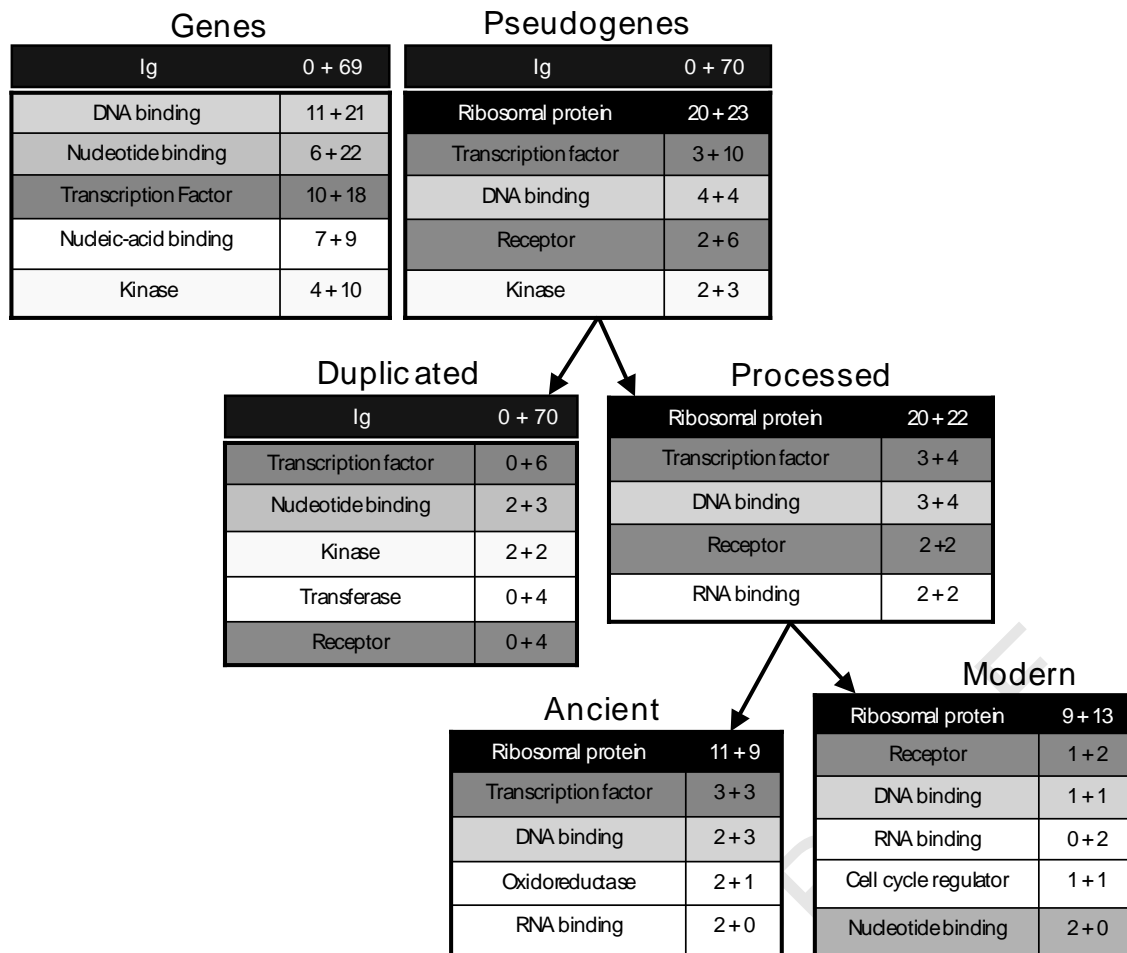 Genes
Ig 0 + 69
DNA binding 11 + 21
Nudeotide binding 6 + 22
Transcription Factor 10 + 18
Nudeic-acid binding 7 + 9
Kinase 4 + 10
Pseudogenes
Ig 0 + 70
Ribosomal protein 20 + 23
Transcription factor 3 + 10
DNA binding 4 + 4
Receptor 2 + 6
Kinase 2 + 3
Duplicated
Ig 0 + 70
Transcription factor 0 + 6
Nudeotide binding 2 + 3
Kinase 2 + 2
Transferase 0 + 4
Receptor 0 + 4
Processed
Ribosomal protein 20 + 22
Transcription factor 3 + 4
DNA binding 3 + 4
Receptor 2 +2
RNA binding 2 + 2
Ancient
Ribosomal protein 11 + 9
Transcription factor 3 + 3
DNA binding 2 + 3
Oxidoreductase 2 + 1
RNA binding 2 + 0
Modern
Ribosomal protein 9 + 13
Receptor 1 + 2
DNA binding 1 + 1
RNA binding 0 + 2
Cell cycle regulator 1 + 1
Nudeotide binding 2 + 0